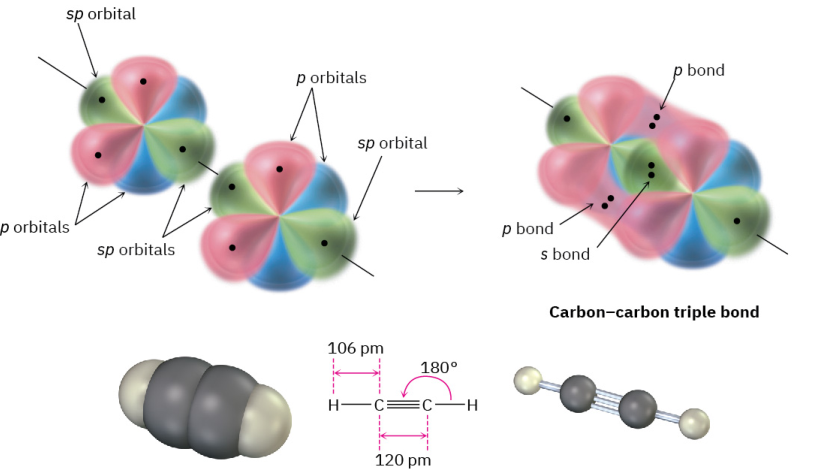 sp orbital
p orbitals
sp orbital
p orbitals
sp orbitals
p bond
p bond
s bond
Carbon–carbon triple bond
106 pm
180°
H—C≡C—H
120 pm